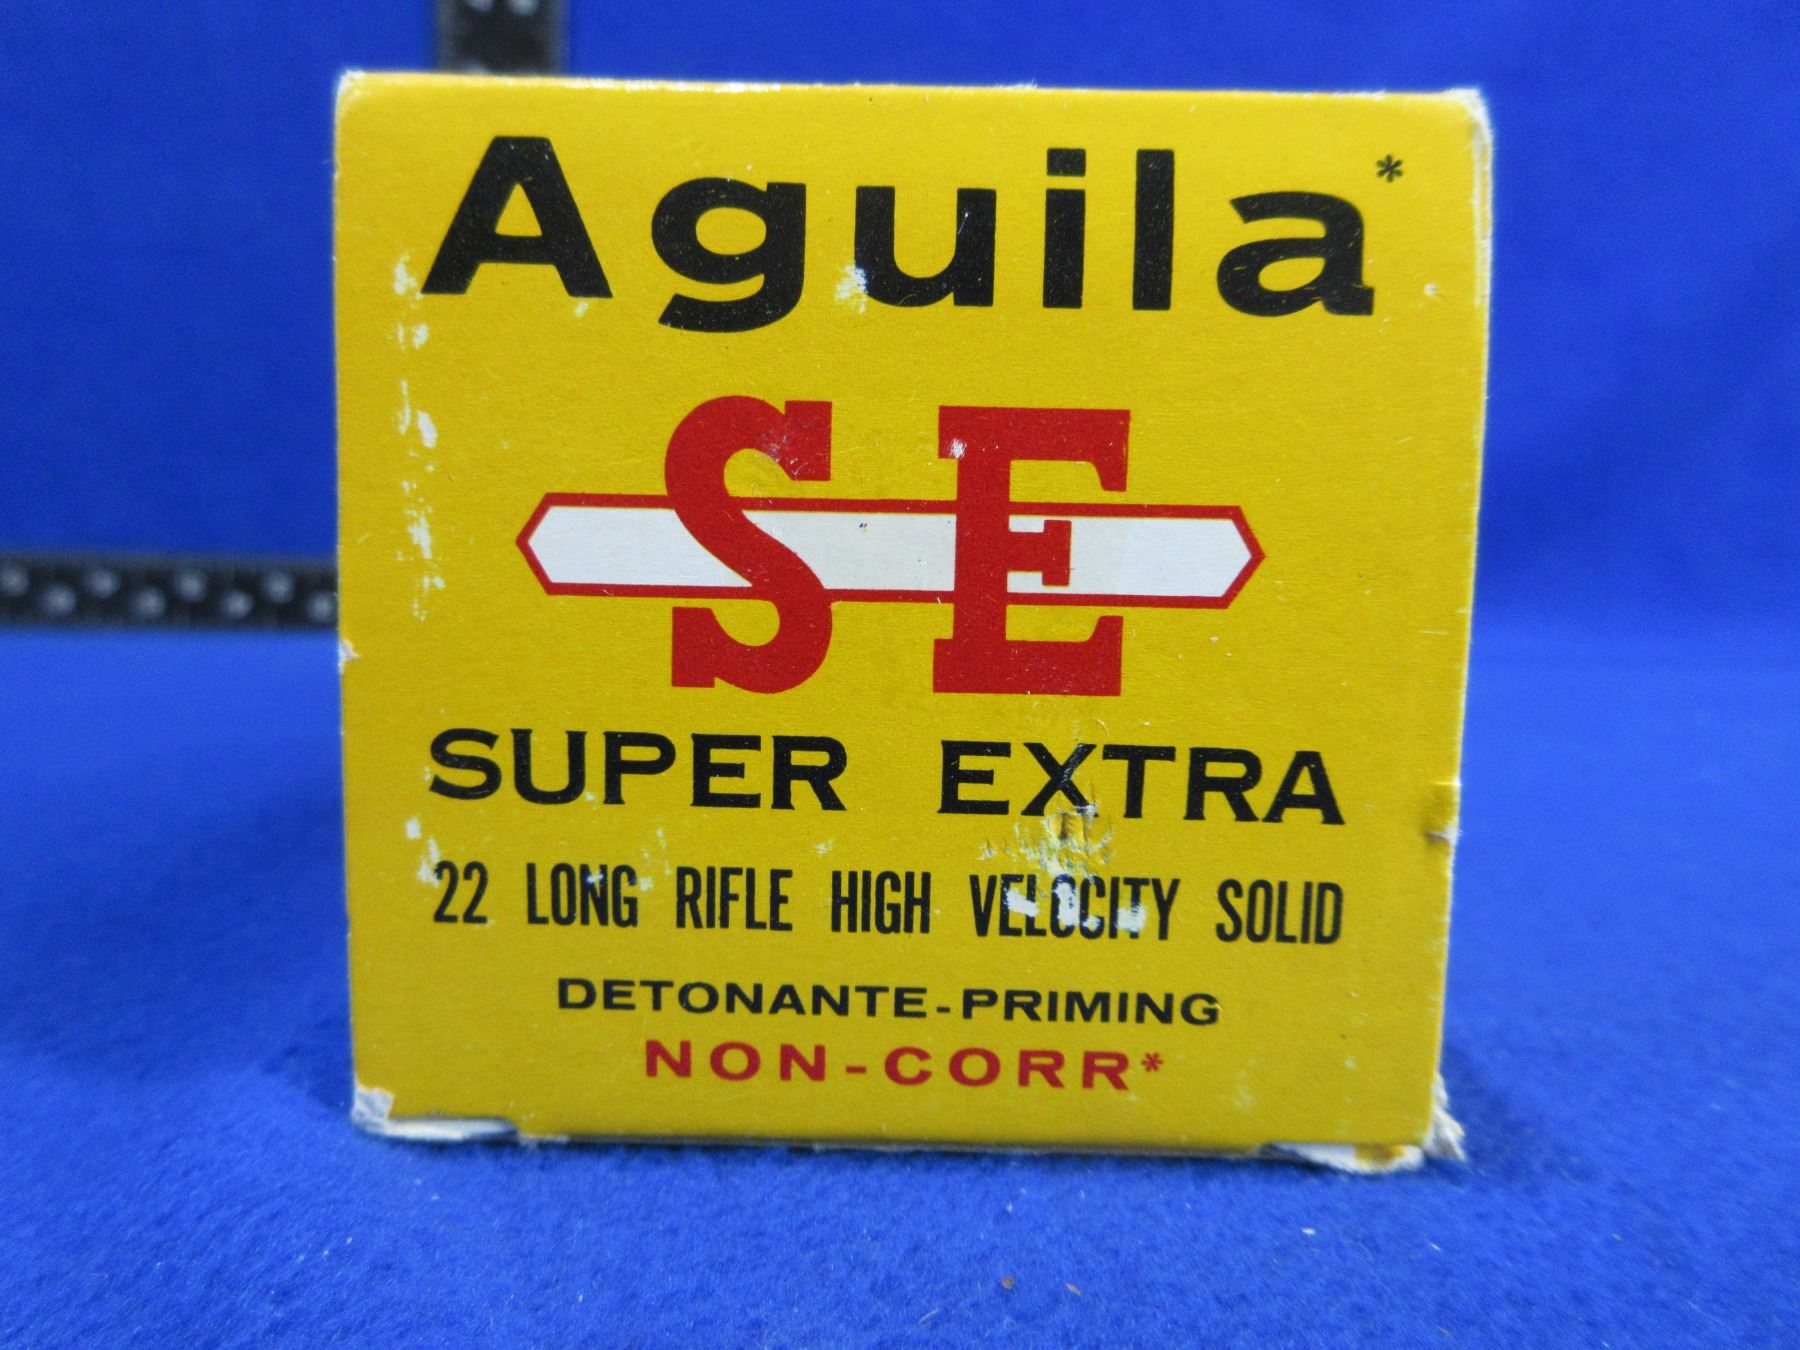 Aguila*
SE
SUPER EXTRA
22 LONG RIFLE HIGH VELOCITY SOLID
DETONANTE-PRIMING
NON-CORR*